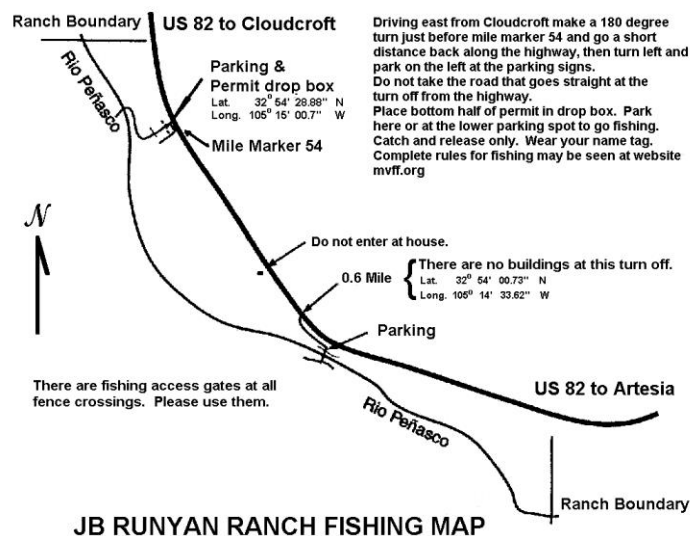 Ranch Boundary
US 82 to Cloudcroft
Driving east from Cloudcroft make a 180 degree
turn just before mile marker 54 and go a short
distance back along the highway, then turn left and
park on the left at the parking signs.
Do not take the road that goes straight at the
turn off from the highway.
Place bottom half of permit in drop box. Park
here or at the lower parking spot to go fishing.
Catch and release only. Wear your name tag.
Complete rules for fishing may be seen at website
mvff.org
Rio Peñasco
Parking &
Permit drop box
Lat. 32° 54' 28.88" N
Long. 105° 15' 00.7" W
Mile Marker 54
N
Do not enter at house.
0.6 Mile
There are no buildings at this turn off.
Lat. 32° 54' 00.73" N
Long. 105° 14' 33.62" W
Parking
There are fishing access gates at all
fence crossings. Please use them.
US 82 to Artesia
Rio Peñasco
Ranch Boundary
JB RUNYAN RANCH FISHING MAP